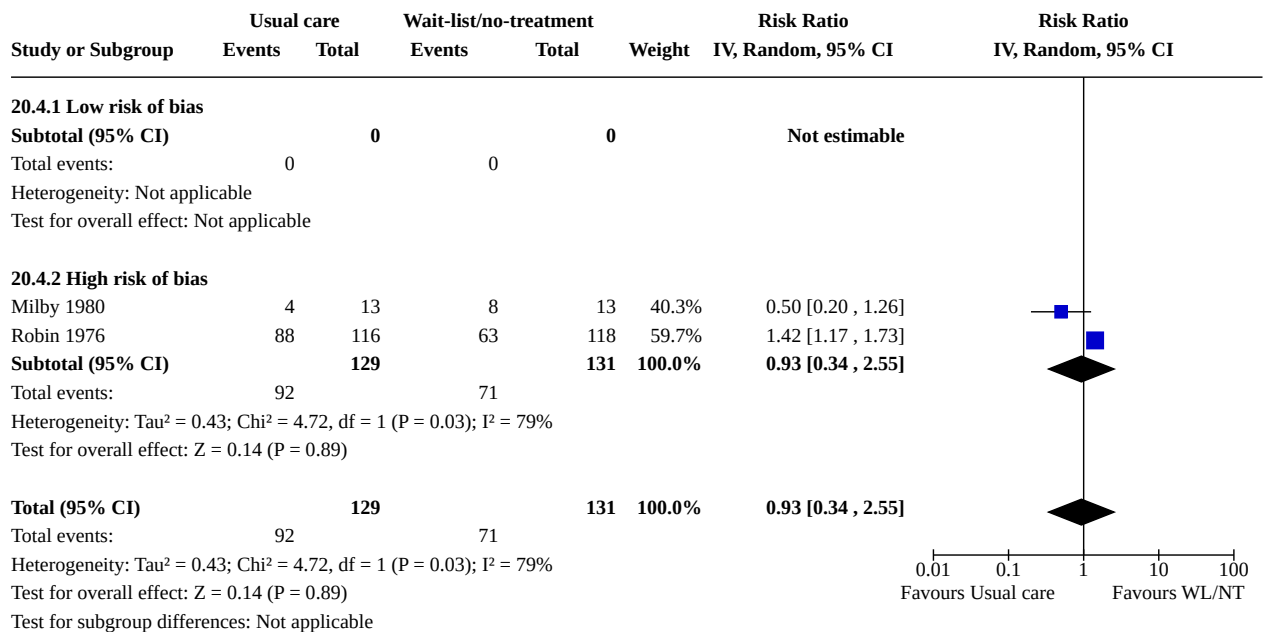 Usual care Wait-list/no-treatment Risk Ratio Risk Ratio
Study or Subgroup Events Total Events Total Weight IV, Random, 95% CI IV, Random, 95% CI
20.4.1 Low risk of bias
Subtotal (95% CI) 0 0 Not estimable
Total events: 0 0
Heterogeneity: Not applicable
Test for overall effect: Not applicable
20.4.2 High risk of bias
Milby 1980 4 13 8 13 40.3% 0.50 [0.20 , 1.26]
Robin 1976 88 116 63 118 59.7% 1.42 [1.17 , 1.73]
Subtotal (95% CI) 129 131 100.0% 0.93 [0.34 , 2.55]
Total events: 92 71
Heterogeneity: Tau² = 0.43; Chi² = 4.72, df = 1 (P = 0.03); I² = 79%
Test for overall effect: Z = 0.14 (P = 0.89)
Total (95% CI) 129 131 100.0% 0.93 [0.34 , 2.55]
Total events: 92 71
Heterogeneity: Tau² = 0.43; Chi² = 4.72, df = 1 (P = 0.03); I² = 79% 0.01 0.1 1 10 100
Test for overall effect: Z = 0.14 (P = 0.89) Favours Usual care Favours WL/NT
Test for subgroup differences: Not applicable